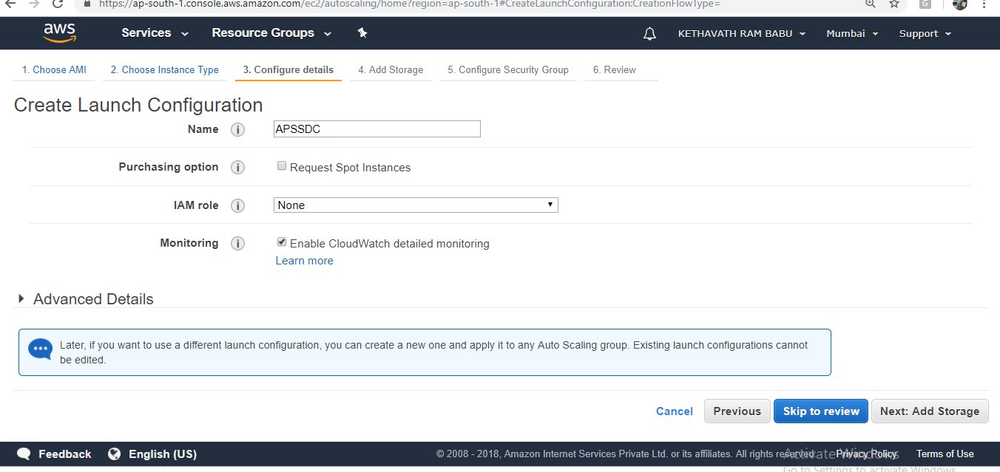 https://ap-south-1.console.aws.amazon.com/ec2/autoscaling/home?region=ap-south-1#CreateLaunchConfiguration:CreationFlowType=
G
aws Services Resource Groups KETHAVATH RAM BABU Mumbai Support
1. Choose AMI 2. Choose Instance Type 3. Configure details 4. Add Storage 5. Configure Security Group 6. Review
Create Launch Configuration
Name i APSSDC
Purchasing option i Request Spot Instances
IAM role i None
Monitoring i Enable CloudWatch detailed monitoring
Learn more
Advanced Details
Later, if you want to use a different launch configuration, you can create a new one and apply it to any Auto Scaling group. Existing launch configurations cannot
be edited.
Cancel Previous Skip to review Next: Add Storage
Feedback English (US) © 2008 - 2018, Amazon Internet Services Private Ltd. or its affiliates. All rights reserved. Privacy Policy Terms of Use
Activate Windows
Go to Settings to activate Windows.